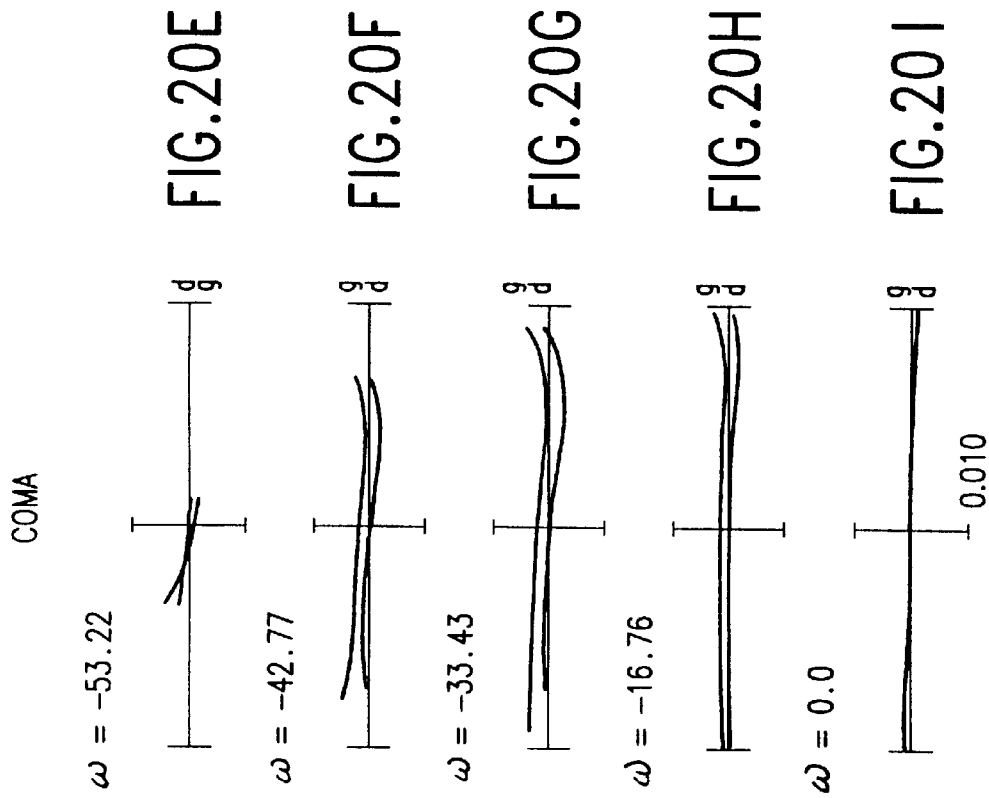 COMA
ω = -53.22
d
g
FIG.20E
ω = -42.77
g
d
FIG.20F
ω = -33.43
g
d
FIG.20G
ω = -16.76
g
d
FIG.20H
ω = 0.0
g
d
0.010
FIG.20I